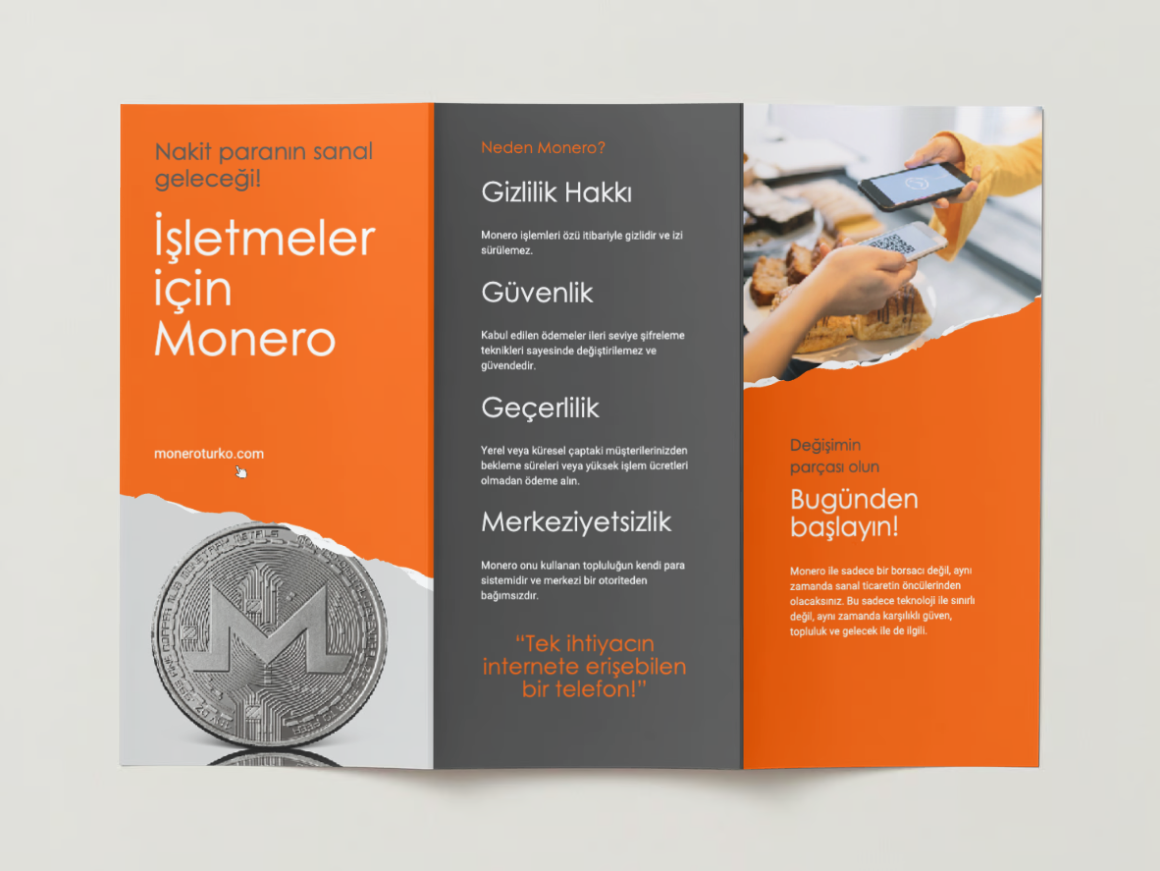 Nakit paranın sanal
geleceği!
İşletmeler
için
Monero
moneroturko.com
Neden Monero?
Gizlilik Hakkı
Monero işlemleri özü itibariyle gizlidir ve izi
sürülemez.
Güvenlik
Kabul edilen ödemeler ileri seviye şifreleme
teknikleri sayesinde değiştirilemez ve
güvendedir.
Geçerlilik
Yerel veya küresel çaptaki müşterilerinizden
bekleme süreleri veya yüksek işlem ücretleri
olmadan ödeme alın.
Merkeziyetsizlik
Monero onu kullanan topluluğun kendi para
sistemidir ve merkezi bir otoriteden
bağımsızdır.
“Tek ihtiyacın
internete erişebilen
bir telefon!”
Değişimin
parçası olun
Bugünden
başlayın!
Monero ile sadece bir borsacı değil, aynı
zamanda sanal ticaretin öncülerinden
olacaksınız. Bu sadece teknoloji ile sınırlı
değil, aynı zamanda karşılıklı güven,
topluluk ve gelecek ile de ilgili.